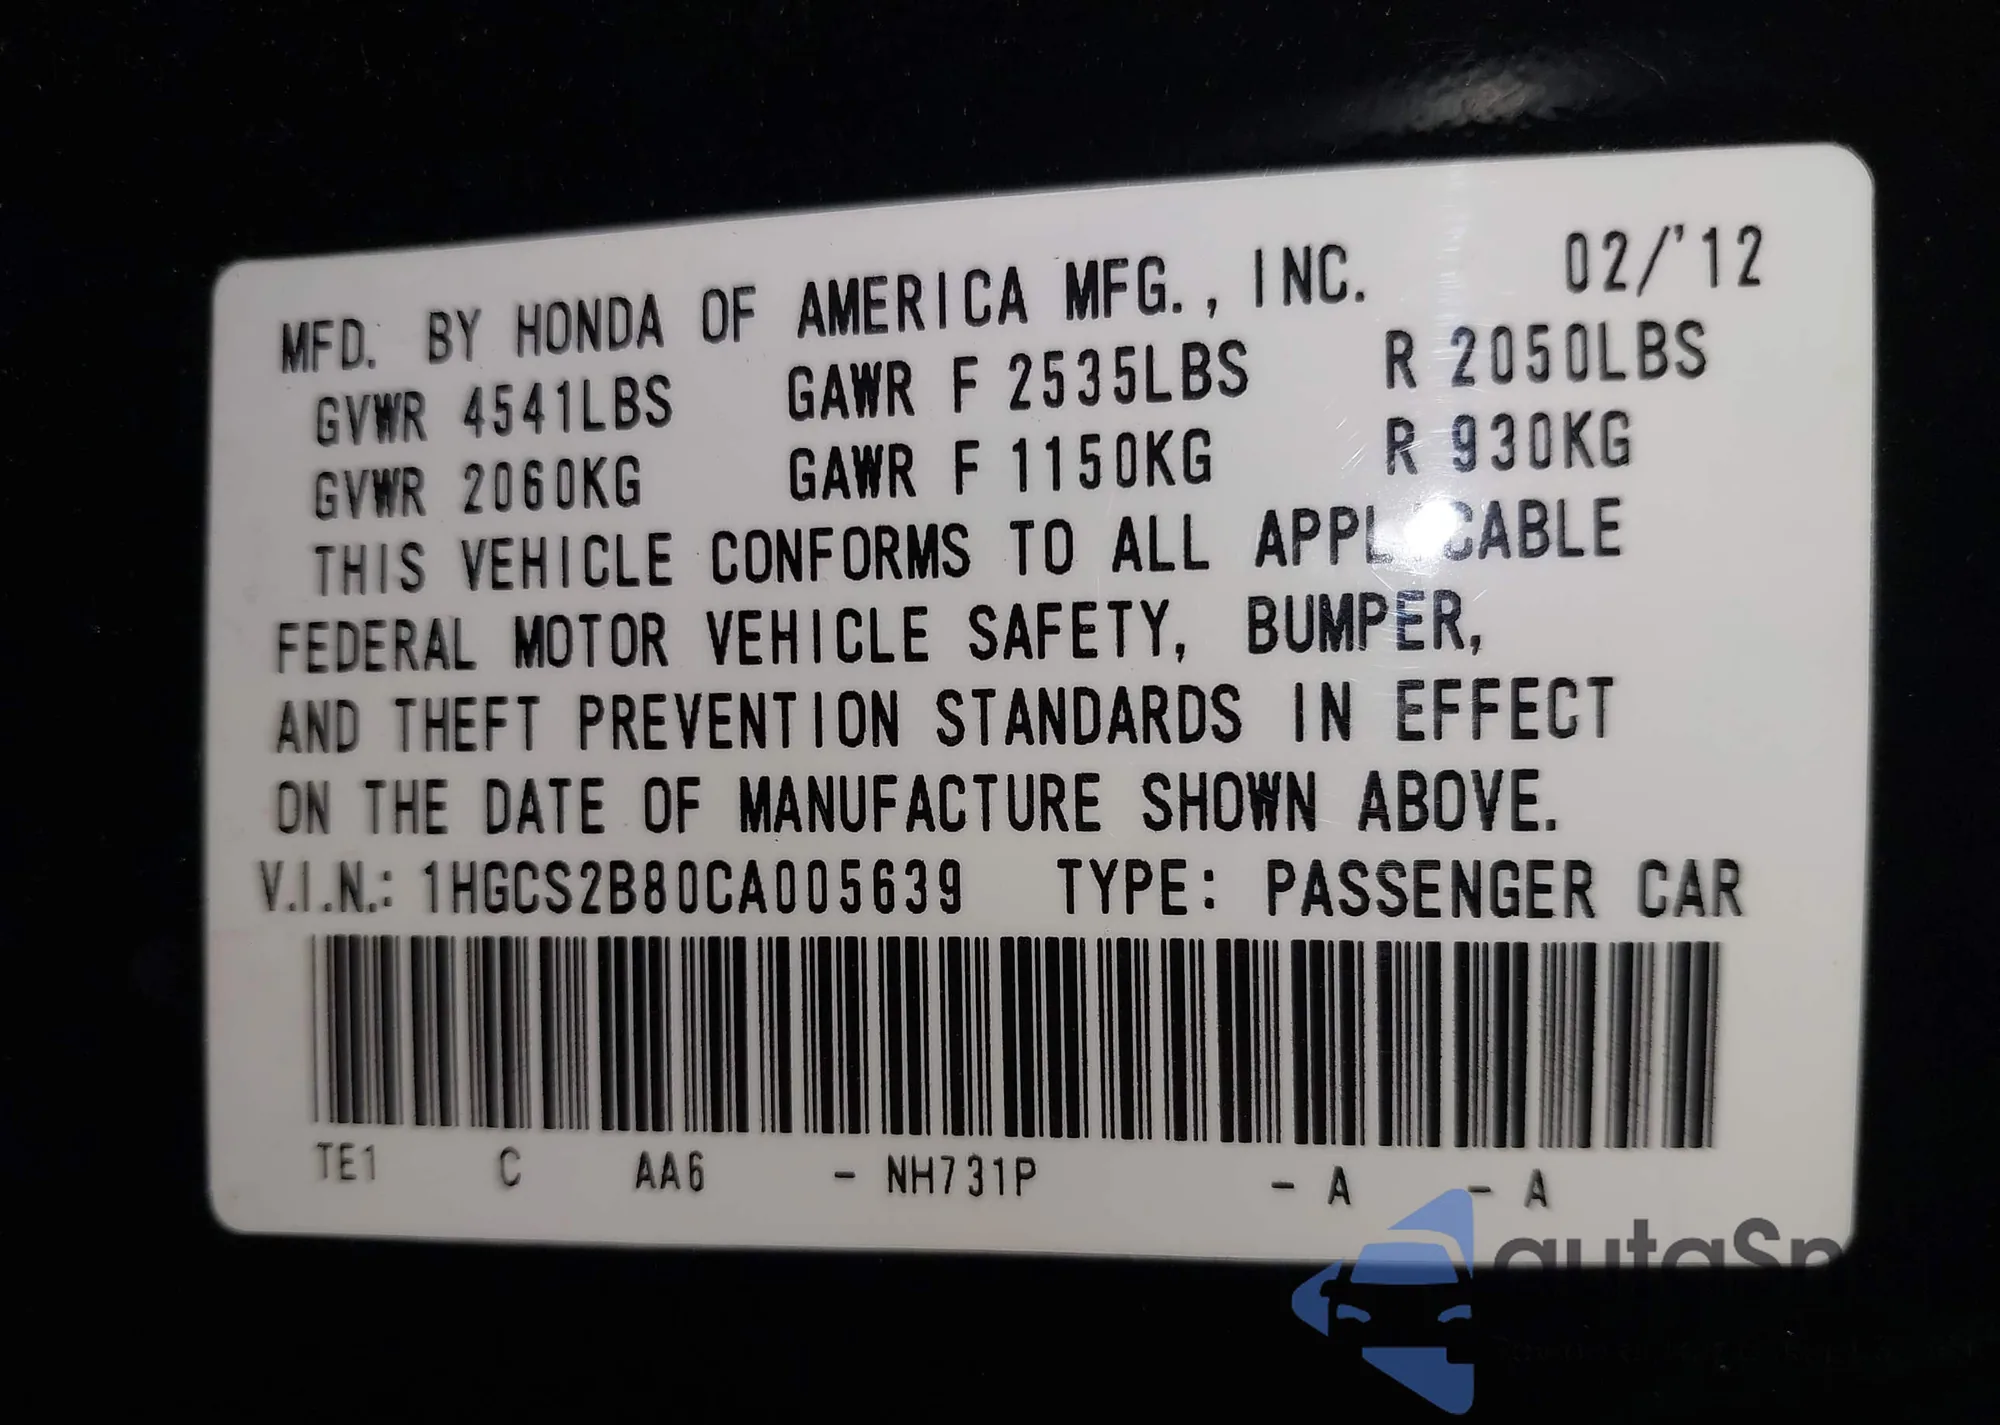 MFD. BY HONDA OF AMERICA MFG., INC. 02/'12
GVWR 4541LBS GAWR F 2535LBS R 2050LBS
GVWR 2060KG GAWR F 1150KG R 930KG
THIS VEHICLE CONFORMS TO ALL APPLICABLE
FEDERAL MOTOR VEHICLE SAFETY, BUMPER,
AND THEFT PREVENTION STANDARDS IN EFFECT
ON THE DATE OF MANUFACTURE SHOWN ABOVE.
V.I.N.: 1HGCS2B80CA005639 TYPE: PASSENGER CAR
TE1 C AA6 - NH731P - A - A